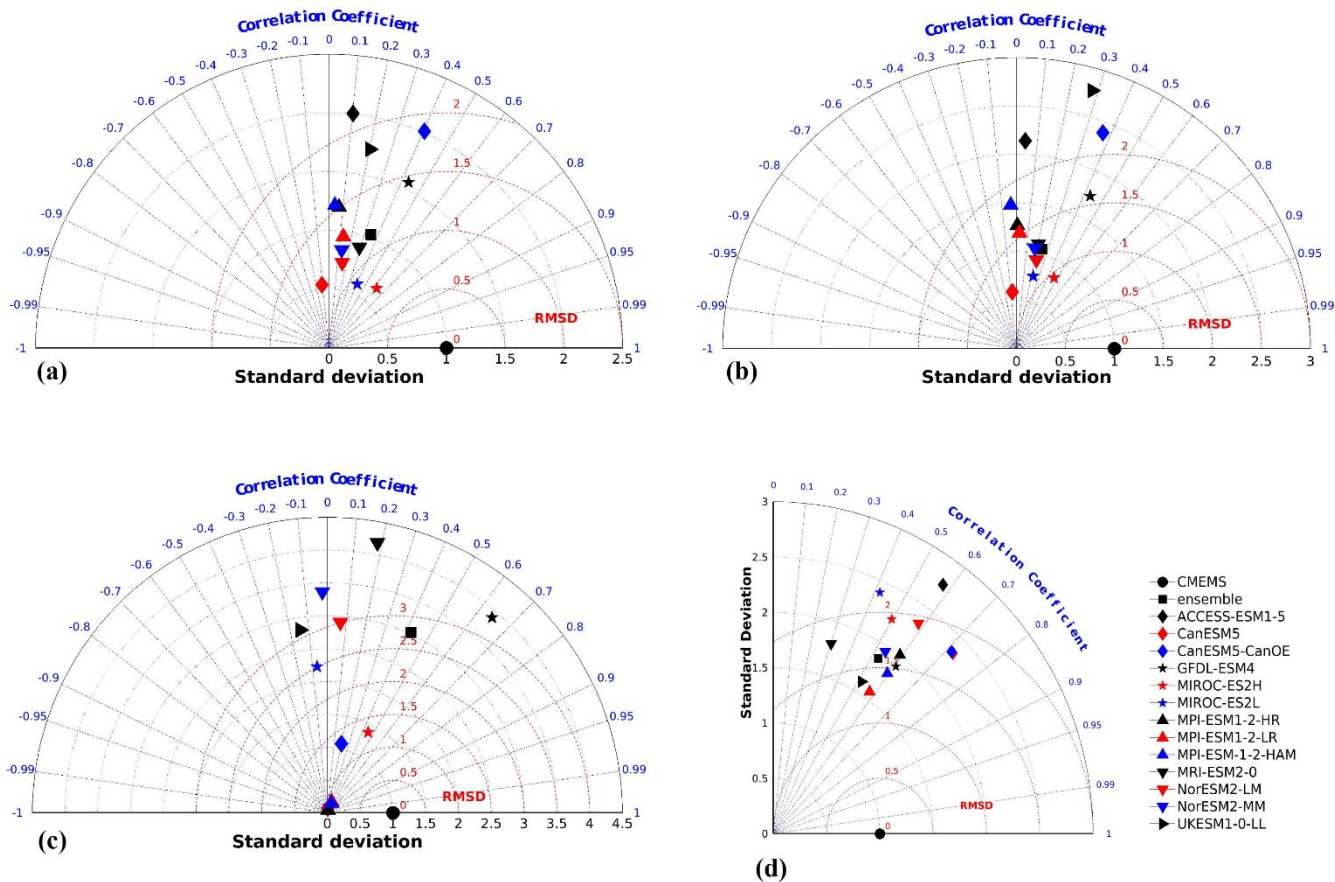 Correlation Coefficient
-1 -0.99 -0.95 -0.9 -0.8 -0.7 -0.6 -0.5 -0.4 -0.3 -0.2 -0.1 0 0.1 0.2 0.3 0.4 0.5 0.6 0.7 0.8 0.9 0.95 0.99 1
2
1.5
1
0.5
0
RMSD
0 0.5 1 1.5 2 2.5
Standard deviation
(a)
Correlation Coefficient
-1 -0.99 -0.95 -0.9 -0.8 -0.7 -0.6 -0.5 -0.4 -0.3 -0.2 -0.1 0 0.1 0.2 0.3 0.4 0.5 0.6 0.7 0.8 0.9 0.95 0.99 1
2
1.5
1
0.5
0
RMSD
0 0.5 1 1.5 2 2.5 3
Standard deviation
(b)
Correlation Coefficient
-1 -0.99 -0.95 -0.9 -0.8 -0.7 -0.6 -0.5 -0.4 -0.3 -0.2 -0.1 0 0.1 0.2 0.3 0.4 0.5 0.6 0.7 0.8 0.9 0.95 0.99 1
3
2.5
2
1.5
1
0.5
0
RMSD
0 0.5 1 1.5 2 2.5 3 3.5 4 4.5
Standard deviation
(c)
Correlation Coefficient
0 0.1 0.2 0.3 0.4 0.5 0.6 0.7 0.8 0.9 0.95 0.99 1
Standard Deviation
3
2.5
2
1.5
1
0.5
0
2
1
0.5
0
RMSD
(d)
CMEMS
ensemble
ACCESS-ESM1-5
CanESM5
CanESM5-CanOE
GFDL-ESM4
MIROC-ES2H
MIROC-ES2L
MPI-ESM1-2-HR
MPI-ESM1-2-LR
MPI-ESM-1-2-HAM
MRI-ESM2-0
NorESM2-LM
NorESM2-MM
UKESM1-0-LL